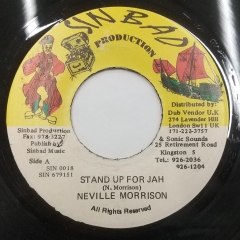 SIN BAD
PRODUCTION
Distributed by:
Dub Vendor U.K
274 Lavender Hill
London Sw11 UK
171-223-3757
& Sonic Sounds
25 Retirement Road
Kingston 5
Tel.: 926-2036
926-1204
Sinbad Production
Fax: 978-7227
Publish by
Sinbad Music
Side A
SIN 0018
SIN 679151
STAND UP FOR JAH
(N. Morrison)
NEVILLE MORRISON
All Rights Reserved